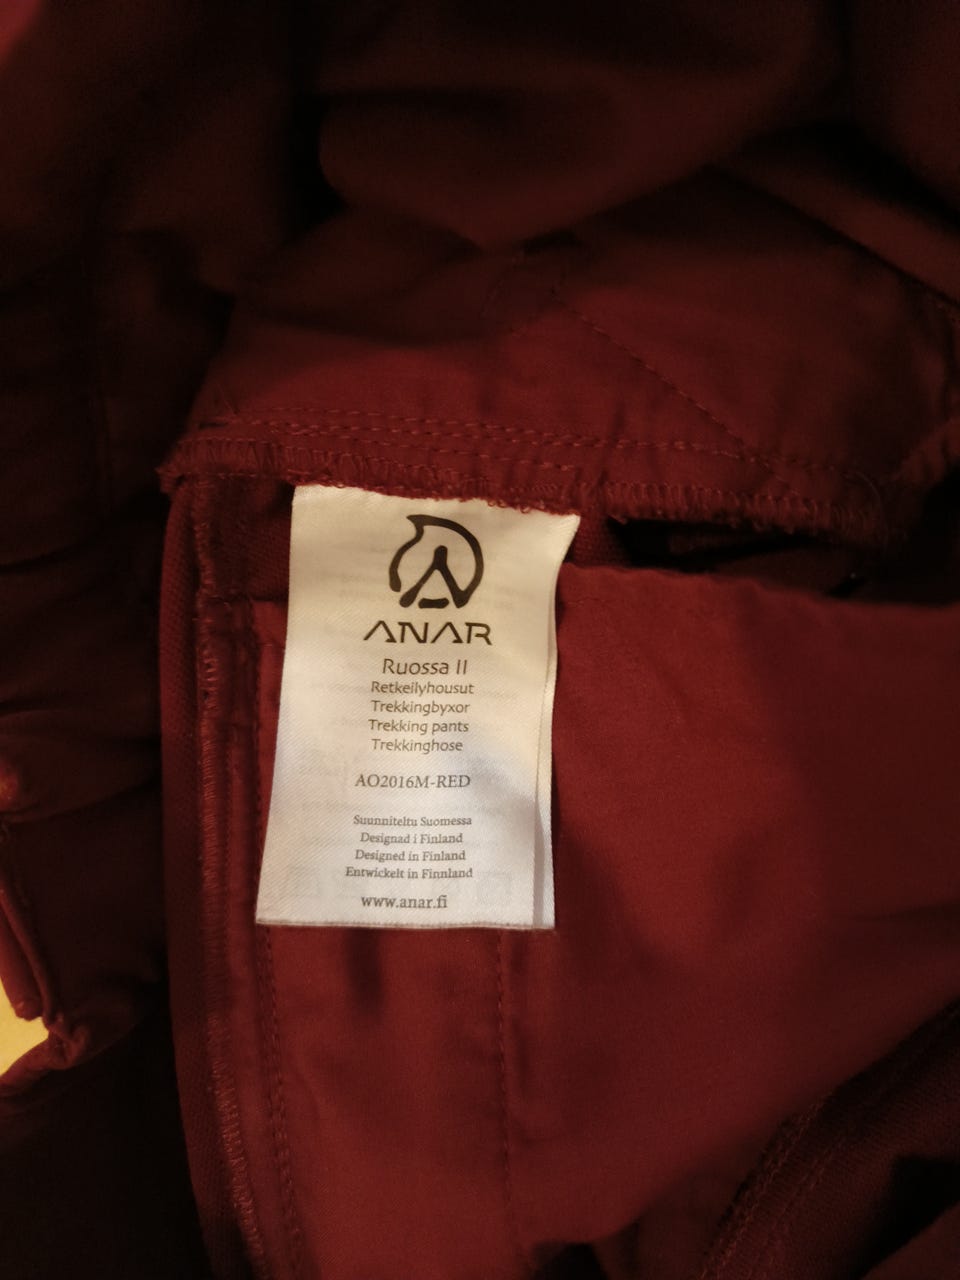 ANAR
Ruossa II
Retkeilyhousut
Trekkingbyxor
Trekking pants
Trekkinghose
AO2016M-RED
Suunniteltu Suomessa
Designad i Finland
Designed in Finland
Entwickelt in Finnland
www.anar.fi